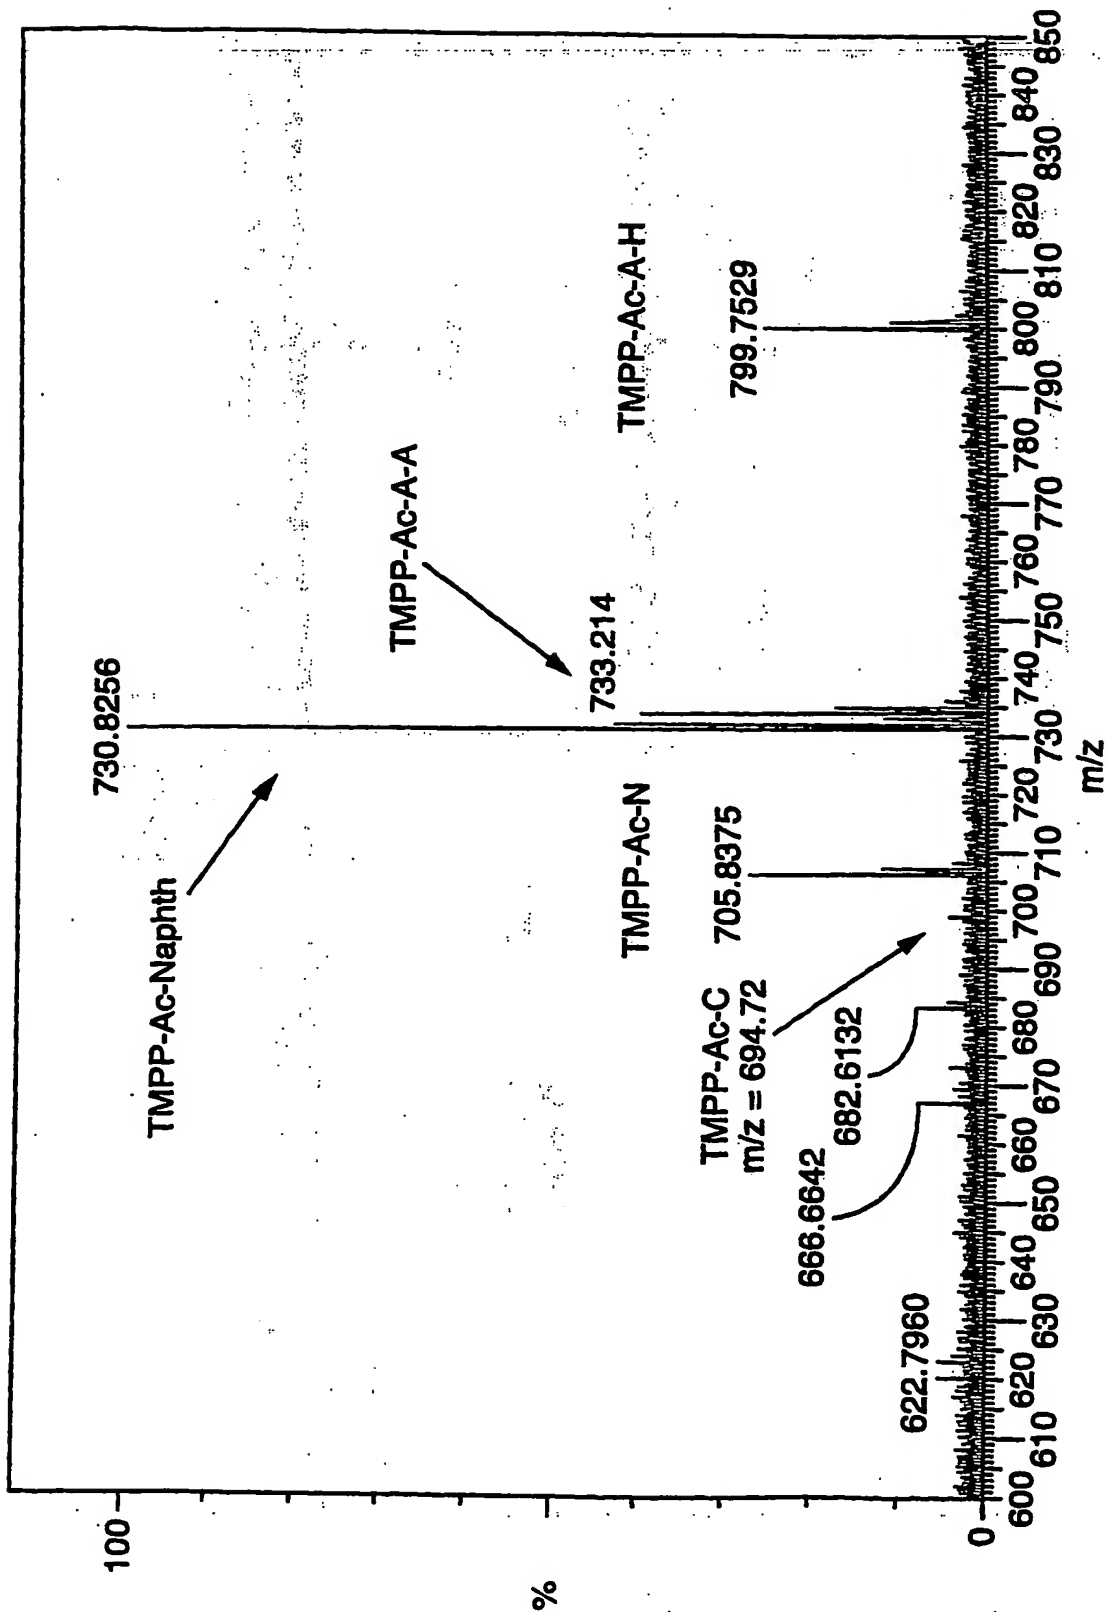 100
%
0
730.8256
TMPP-Ac-Naphth
TMPP-Ac-A-A
733.214
TMPP-Ac-A-H
799.7529
TMPP-Ac-N
705.8375
TMPP-Ac-C
m/z = 694.72
682.6132
666.6642
622.7960
600 610 620 630 640 650 660 670 680 690 700 710 720 730 740 750 760 770 780 790 800 810 820 830 840 850
m/z